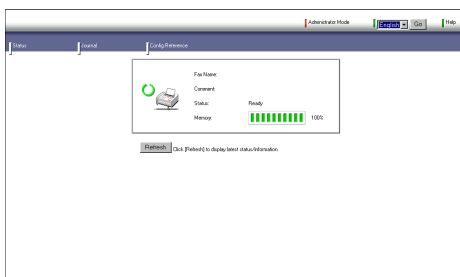 Administrator Mode
English
Go
Help
Status
Journal
Config Reference
Fax Name:
Comment:
Status: Ready
Memory: 100%
Refresh Click [Refresh] to display latest status/information.